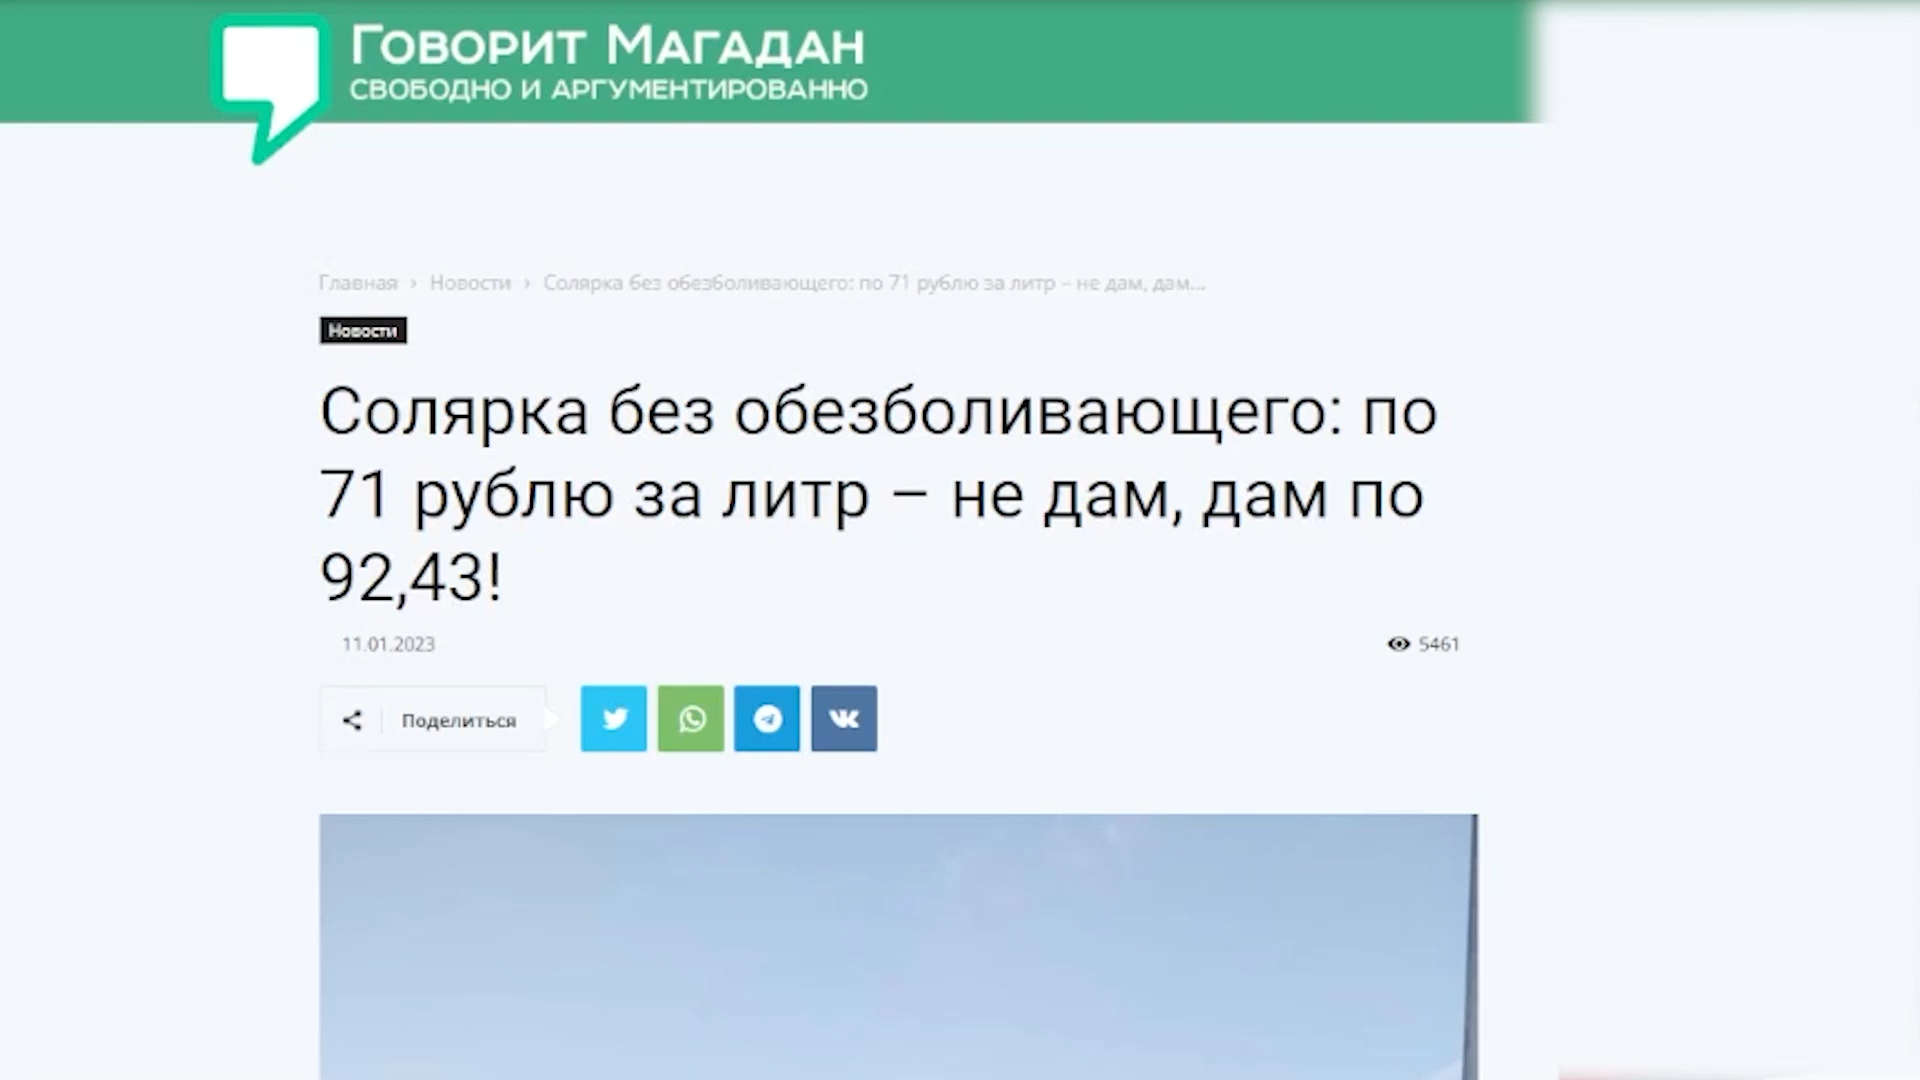 Говорит Магадан
свободно и аргументированно
Главная › Новости › Солярка без обезболивающего: по 71 рублю за литр – не дам, дам...
Новости
Солярка без обезболивающего: по
71 рублю за литр – не дам, дам по
92,43!
11.01.2023
5461
Поделиться